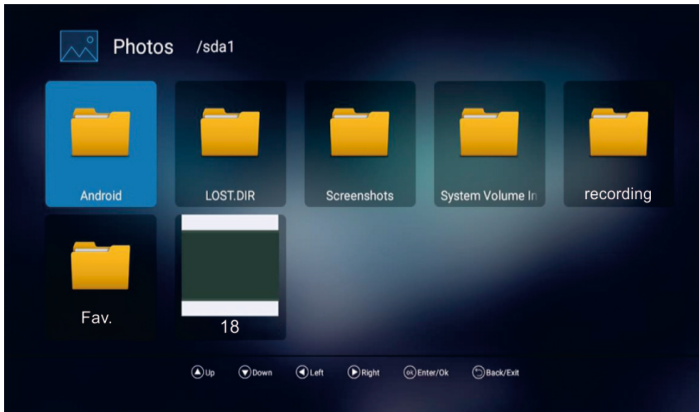 Photos /sda1
Android LOST.DIR Screenshots System Volume In recording
Fav. 18
Up Down Left Right OK Enter/Ok Back/Exit